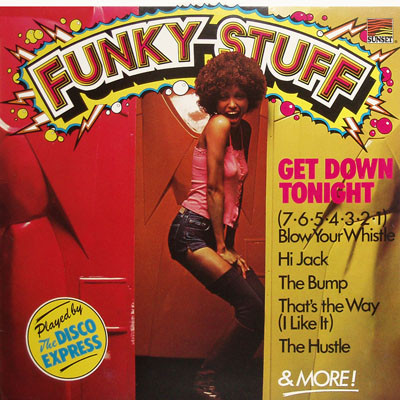 FUNKY STUFF
SUNSET
GET DOWN
TONIGHT
(7·6·5·4·3·2·1)
Blow Your Whistle
Hi Jack
The Bump
That's the Way
(I Like It)
The Hustle
& MORE!
Played by
The DISCO
EXPRESS